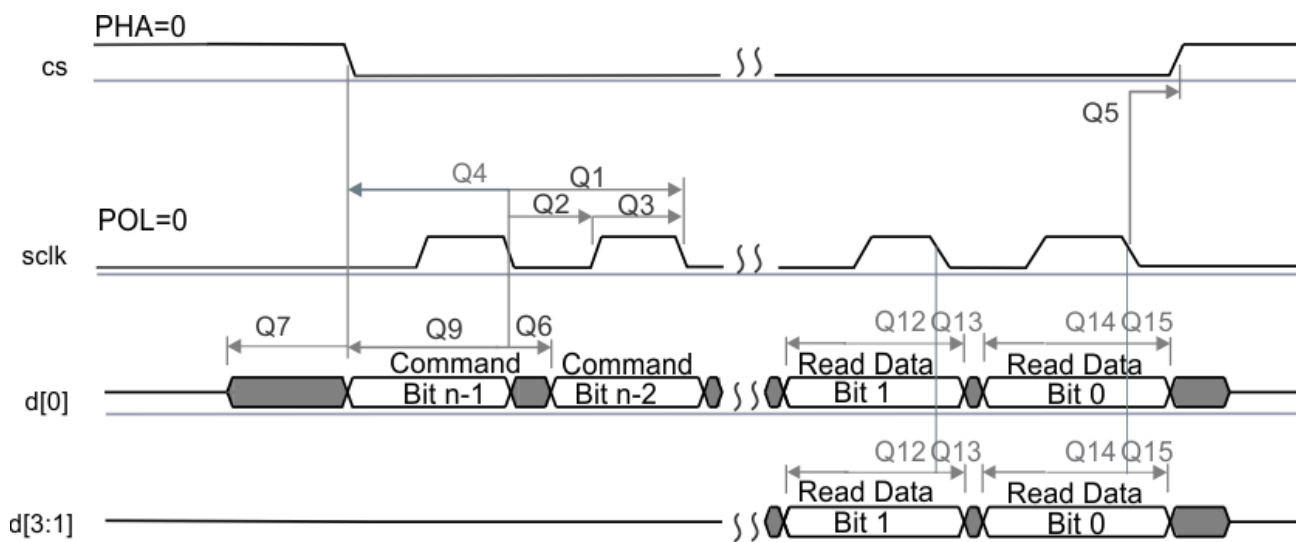 PHA=0
cs
Q5
Q4 Q1
Q2 Q3
POL=0
sclk
Q7 Q9 Q6 Q12 Q13 Q14 Q15
Command Command Read Data Read Data
d[0] Bit n-1 Bit n-2 Bit 1 Bit 0
Q12 Q13 Q14 Q15
Read Data Read Data
d[3:1] Bit 1 Bit 0